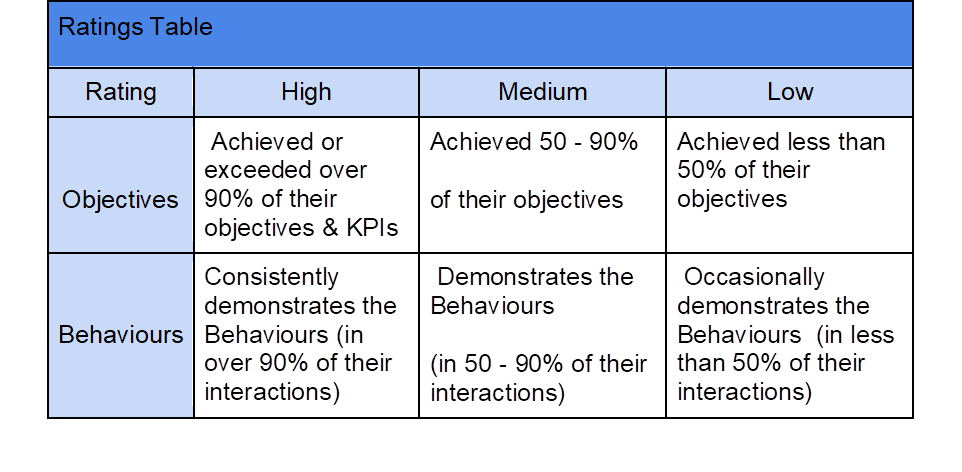 Ratings Table
Rating
High
Medium
Low
Objectives
Achieved or
exceeded over
90% of their
objectives & KPIs
Achieved 50 - 90%
of their objectives
Achieved less than
50% of their
objectives
Behaviours
Consistently
demonstrates the
Behaviours (in
over 90% of their
interactions)
Demonstrates the
Behaviours
(in 50 - 90% of their
interactions)
Occasionally
demonstrates the
Behaviours (in less
than 50% of their
interactions)